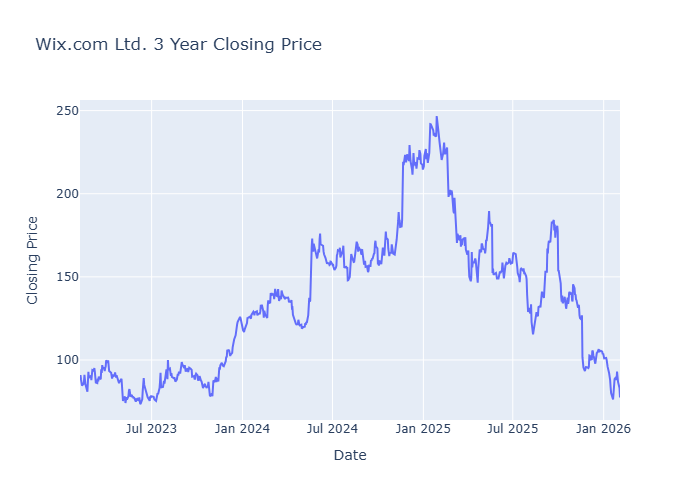 Wix.com Ltd. 3 Year Closing Price
250
200
150
100
Closing Price
Jul 2023
Jan 2024
Jul 2024
Jan 2025
Jul 2025
Jan 2026
Date